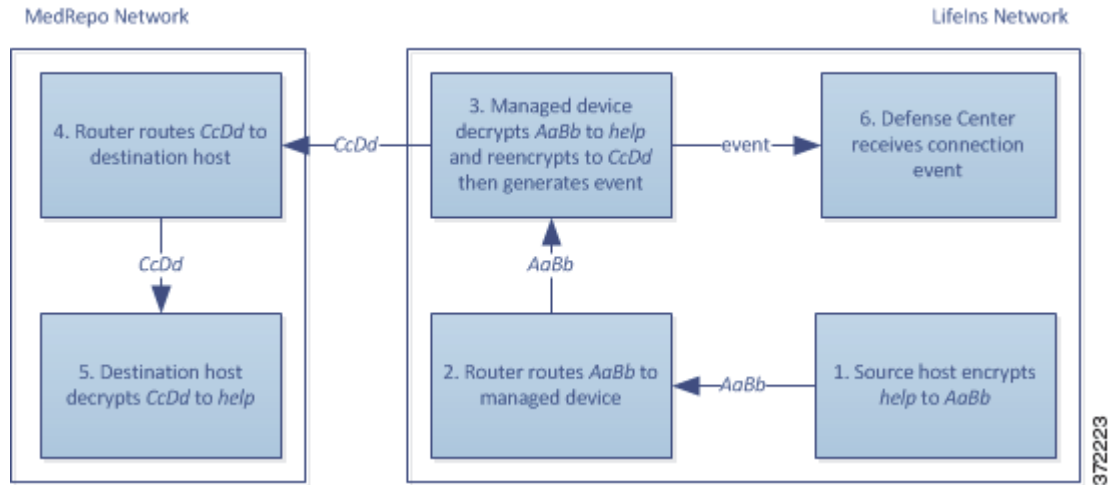 MedRepo Network
LifeIns Network
4. Router routes CcDd to
destination host
CcDd
3. Managed device
decrypts AaBb to help
and reencrypts to CcDd
then generates event
event
6. Defense Center
receives connection
event
CcDd
AaBb
5. Destination host
decrypts CcDd to help
2. Router routes AaBb to
managed device
AaBb
1. Source host encrypts
help to AaBb
372223